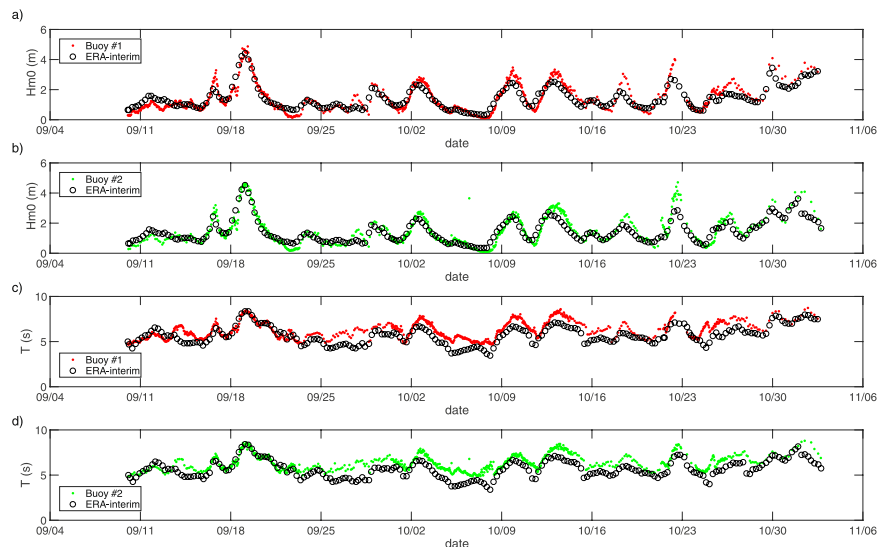 a)
6
4
2
0
Hm0 (m)
Buoy #1
ERA-interim
09/04 09/11 09/18 09/25 10/02 10/09 10/16 10/23 10/30 11/06
date
b)
6
4
2
0
Hm0 (m)
Buoy #2
ERA-interim
09/04 09/11 09/18 09/25 10/02 10/09 10/16 10/23 10/30 11/06
date
c)
10
5
0
T (s)
Buoy #1
ERA-interim
09/04 09/11 09/18 09/25 10/02 10/09 10/16 10/23 10/30 11/06
date
d)
10
5
0
T (s)
Buoy #2
ERA-interim
09/04 09/11 09/18 09/25 10/02 10/09 10/16 10/23 10/30 11/06
date